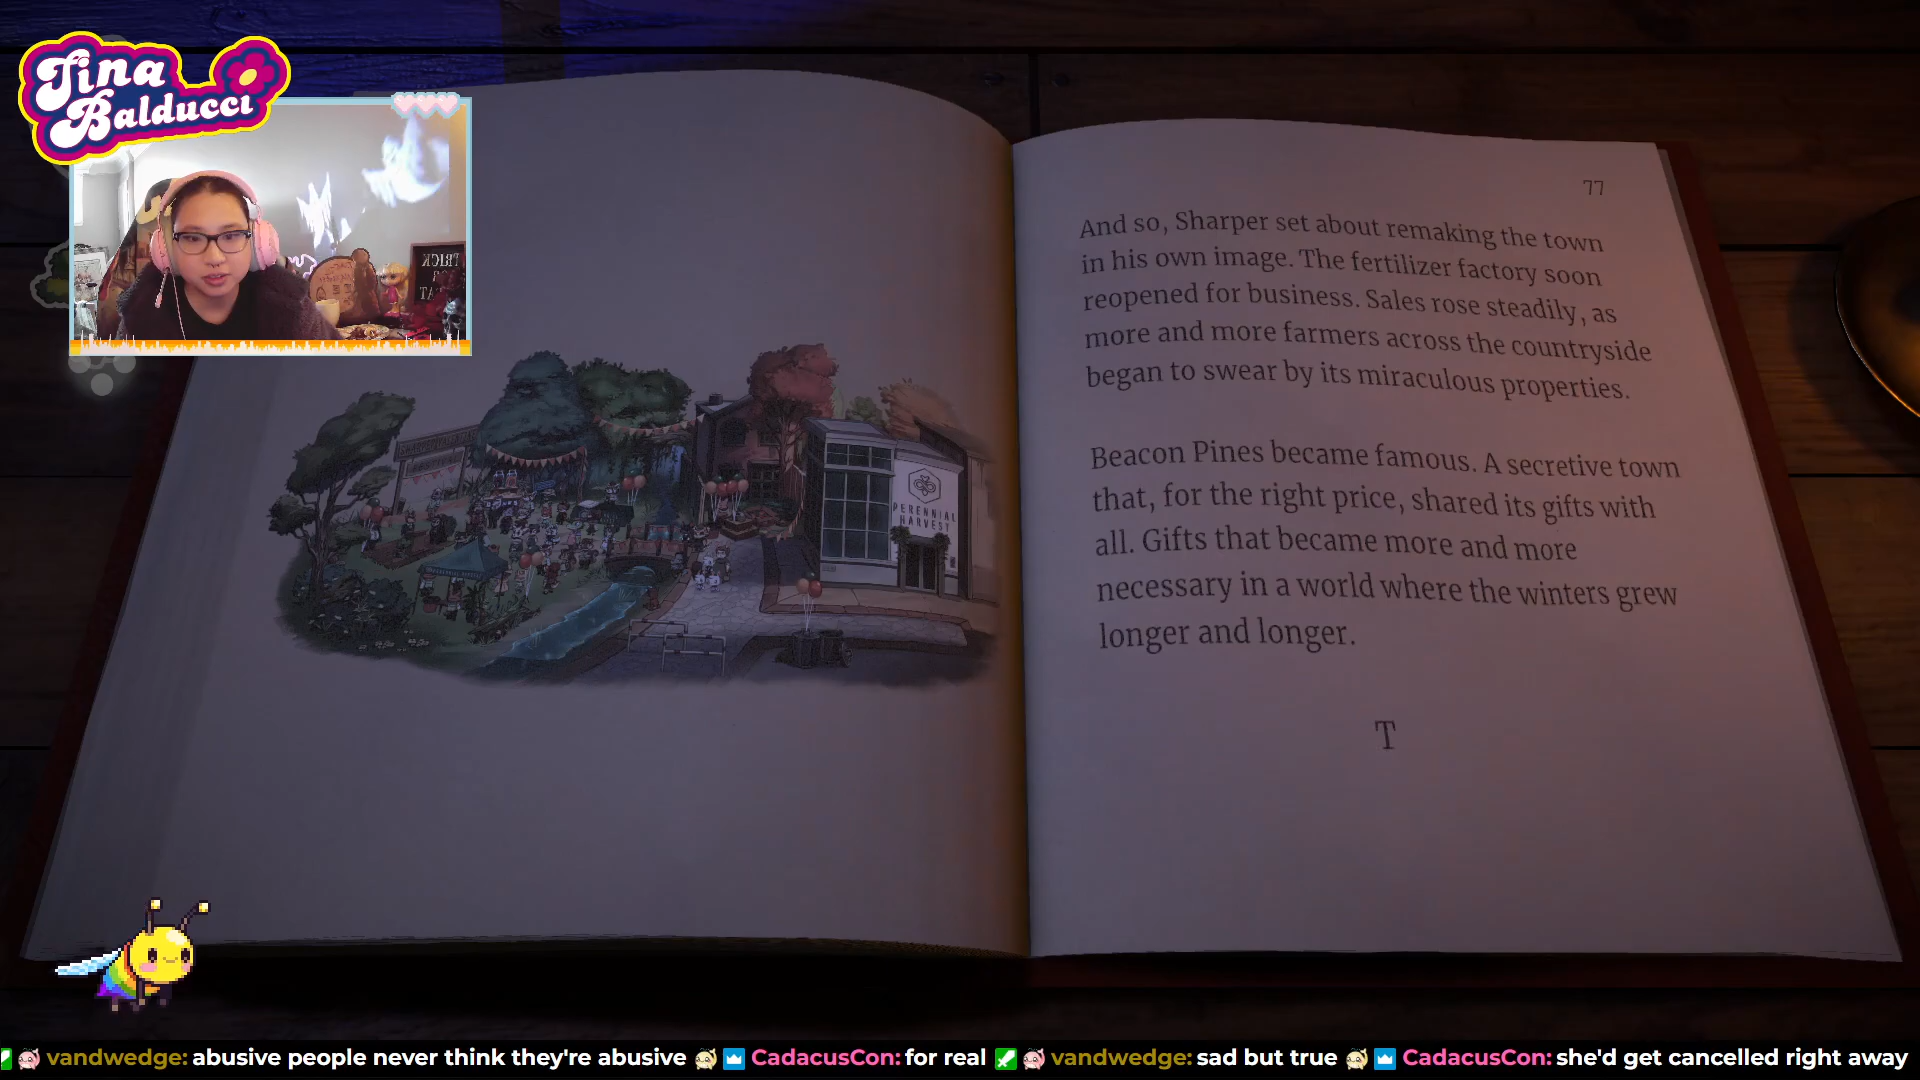 Tina
Balducci
TRICK
OR
77
And so, Sharper set about remaking the town
in his own image. The fertilizer factory soon
reopened for business. Sales rose steadily, as
more and more farmers across the countryside
began to swear by its miraculous properties.
Beacon Pines became famous. A secretive town
that, for the right price, shared its gifts with
all. Gifts that became more and more
necessary in a world where the winters grew
longer and longer.
T
PERENNIAL
HARVEST
vandwedge: abusive people never think they're abusive CadacusCon: for real vandwedge: sad but true CadacusCon: she'd get cancelled right away